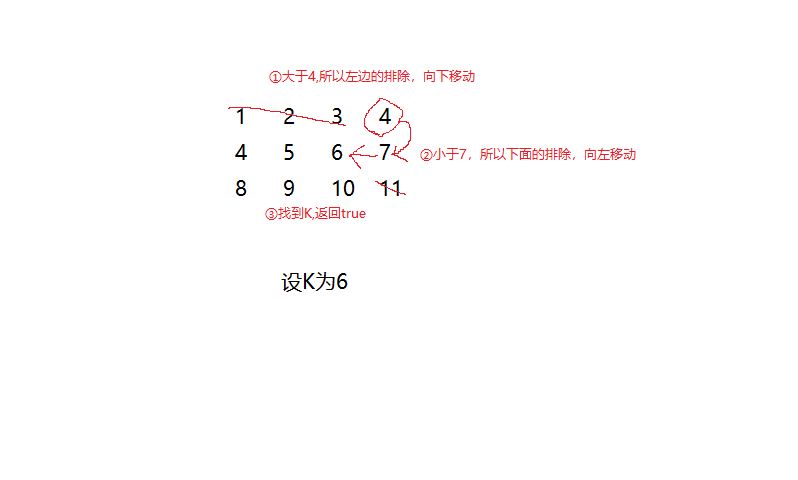 ①大于4,所以左边的排除，向下移动
1 2 3 4
4 5 6 7
②小于7，所以下面的排除，向左移动
8 9 10 11
③找到K,返回true
设K为6